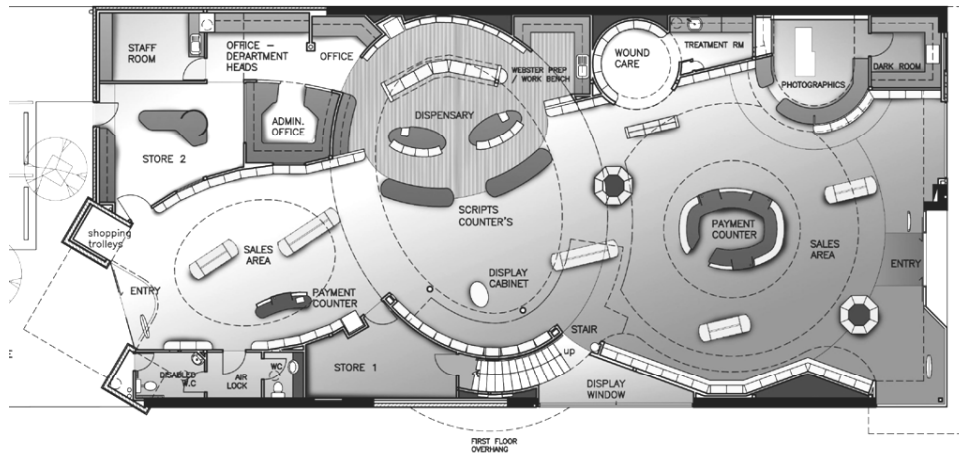 STAFF
ROOM
OFFICE –
DEPARTMENT
HEADS
OFFICE
WEBSTER PREP
/ WORK BENCH
WOUND
CARE
TREATMENT RM
PHOTOGRAPHICS
DARK ROOM
ADMIN.
OFFICE
DISPENSARY
STORE 2
SCRIPTS
COUNTER'S
shopping
trolleys
SALES
AREA
PAYMENT
COUNTER
SALES
AREA
ENTRY
DISPLAY
CABINET
ENTRY
PAYMENT
COUNTER
STAIR
up
DISABLED
W.C
AIR
LOCK
WC
STORE 1
DISPLAY
WINDOW
FIRST FLOOR
OVERHANG